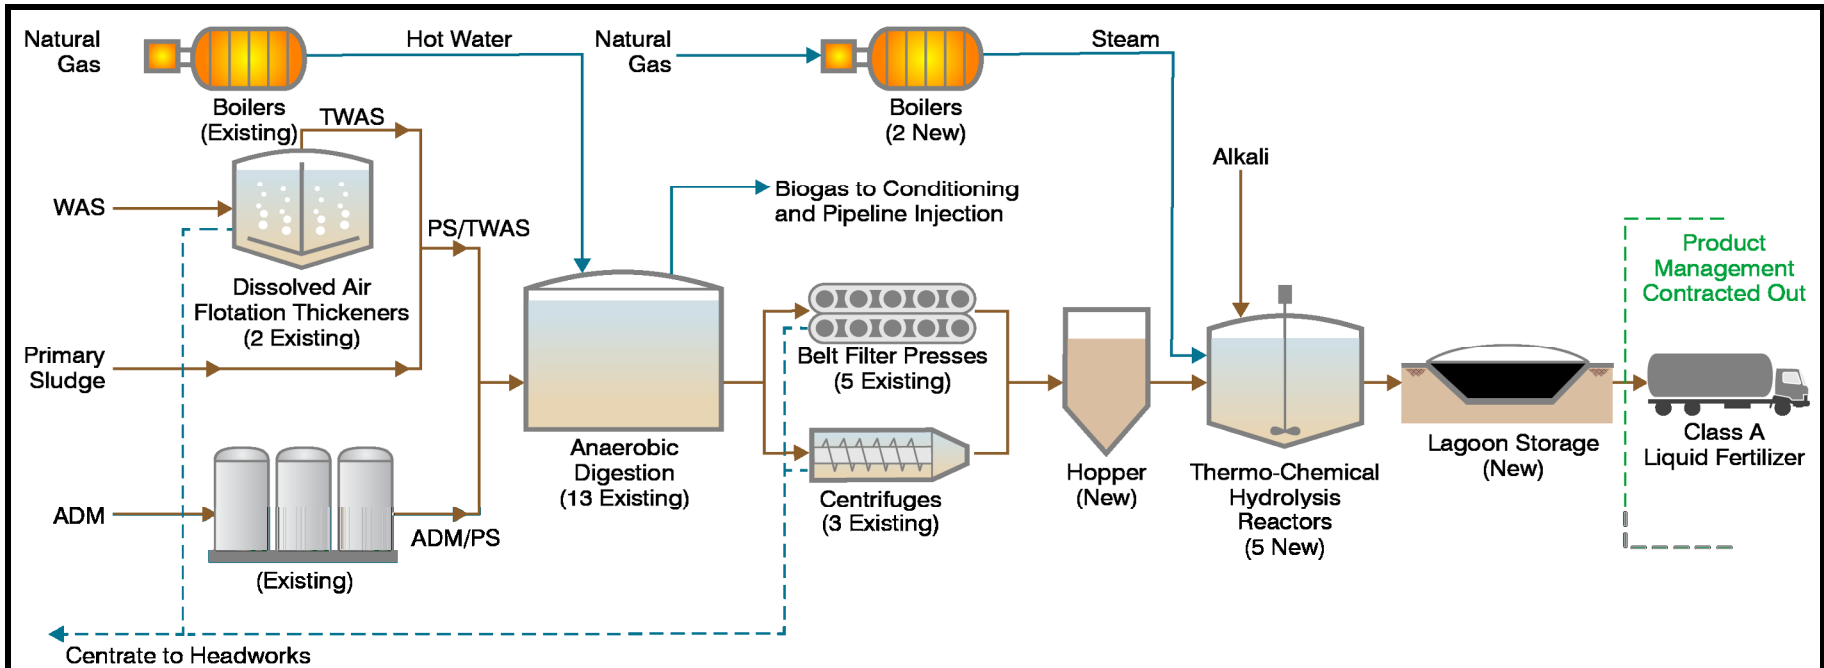 Natural
Gas
Boilers
(Existing)
Hot Water
Natural
Gas
Boilers
(2 New)
Steam
TWAS
WAS
Dissolved Air
Flotation Thickeners
(2 Existing)
PS/TWAS
Biogas to Conditioning
and Pipeline Injection
Alkali
Product
Management
Contracted Out
Primary
Sludge
Anaerobic
Digestion
(13 Existing)
Belt Filter Presses
(5 Existing)
Centrifuges
(3 Existing)
Hopper
(New)
Thermo-Chemical
Hydrolysis
Reactors
(5 New)
Lagoon Storage
(New)
Class A
Liquid Fertilizer
ADM
ADM/PS
(Existing)
Centrate to Headworks